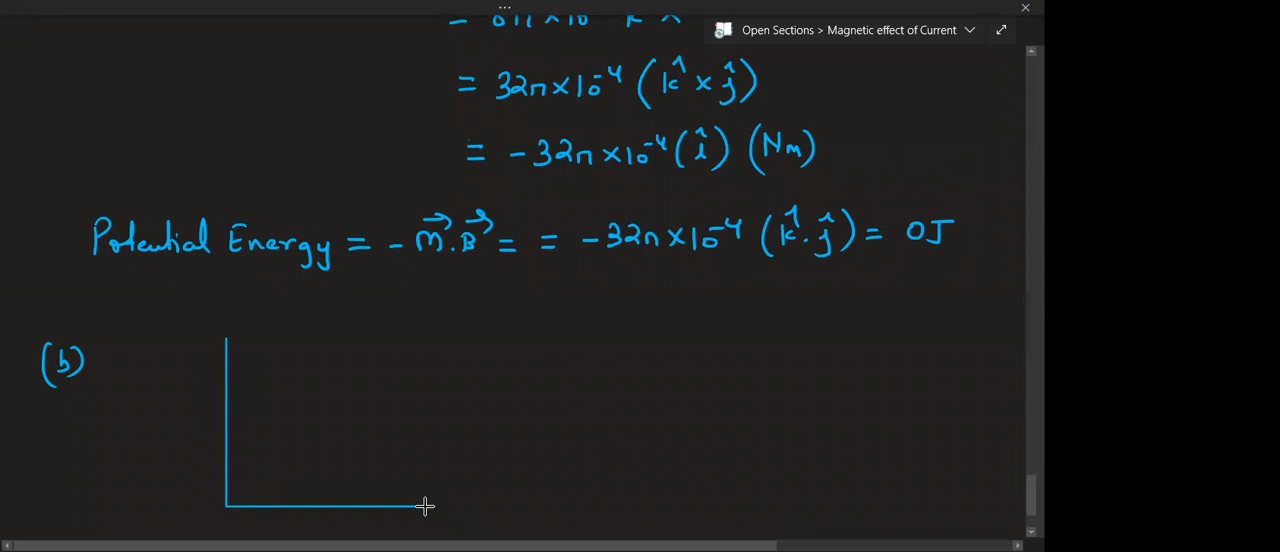 Open Sections > Magnetic effect of Current
= 32π×10⁻⁴ (k̂ × ĵ)
= -32π×10⁻⁴ (î) (Nm)
Potential Energy = - M⃗.B⃗ = = -32π×10⁻⁴ (k̂.ĵ) = 0J
(b)